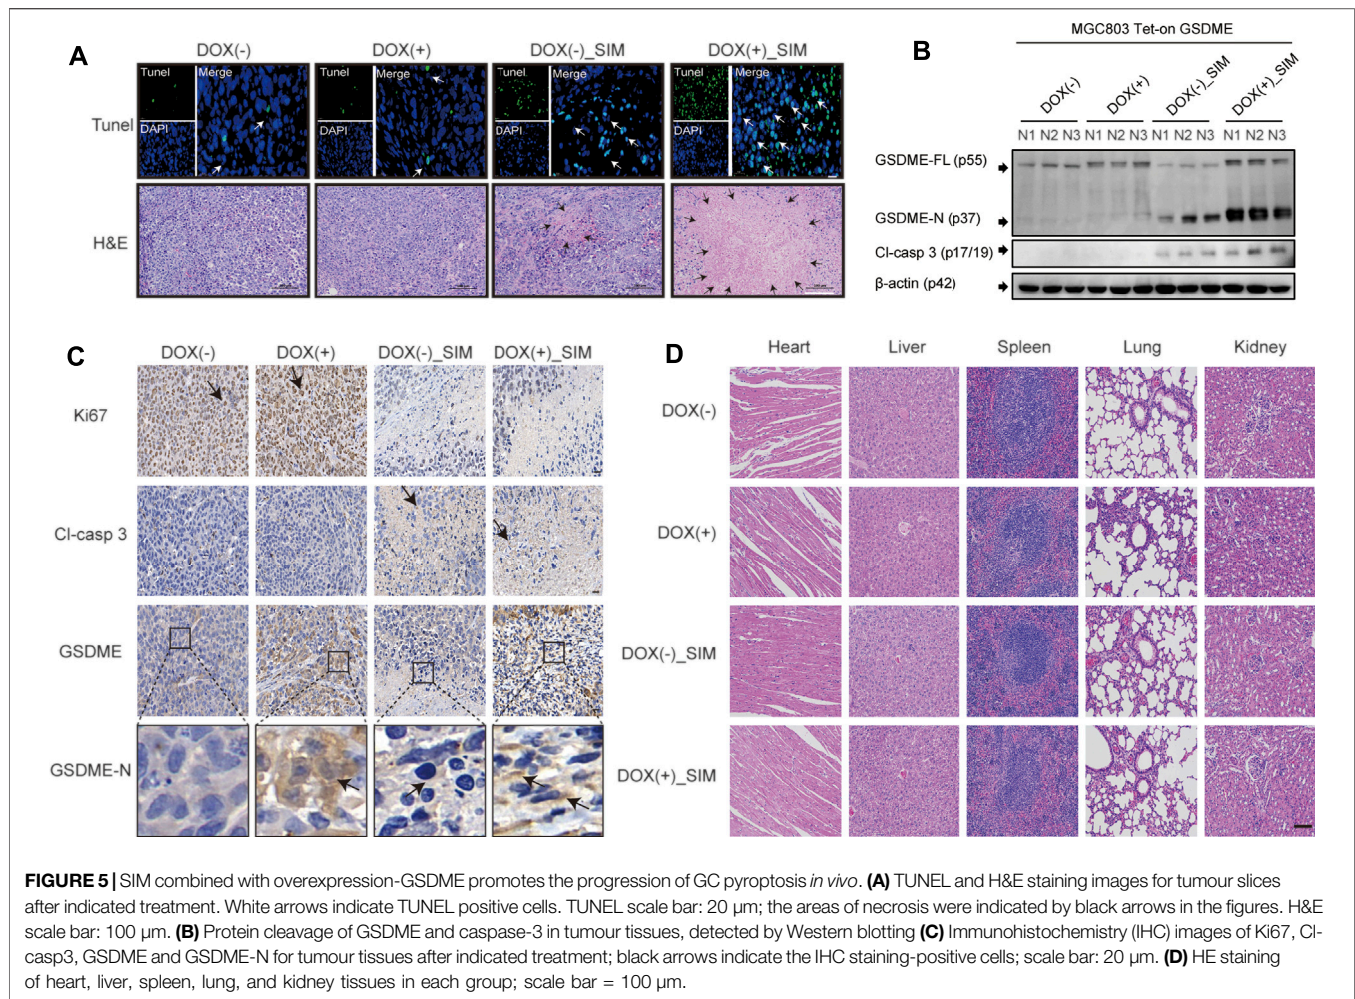 A
DOX(-)
DOX(+)
DOX(-)_SIM
DOX(+)_SIM
Tunel
Tunel
Merge
DAPI
Tunel
Merge
DAPI
Tunel
Merge
DAPI
Tunel
Merge
DAPI
H&E
B
MGC803 Tet-on GSDME
DOX(-)
DOX(+)
DOX(-)_SIM
DOX(+)_SIM
N1 N2 N3 N1 N2 N3 N1 N2 N3 N1 N2 N3
GSDME-FL (p55)
GSDME-N (p37)
Cl-casp 3 (p17/19)
β-actin (p42)
C
DOX(-)
DOX(+)
DOX(-)_SIM
DOX(+)_SIM
Ki67
Cl-casp 3
GSDME
GSDME-N
D
Heart
Liver
Spleen
Lung
Kidney
DOX(-)
DOX(+)
DOX(-)_SIM
DOX(+)_SIM
FIGURE 5 | SIM combined with overexpression-GSDME promotes the progression of GC pyroptosis in vivo. (A) TUNEL and H&E staining images for tumour slices
after indicated treatment. White arrows indicate TUNEL positive cells. TUNEL scale bar: 20 μm; the areas of necrosis were indicated by black arrows in the figures. H&E
scale bar: 100 μm. (B) Protein cleavage of GSDME and caspase-3 in tumour tissues, detected by Western blotting (C) Immunohistochemistry (IHC) images of Ki67, Cl-
casp3, GSDME and GSDME-N for tumour tissues after indicated treatment; black arrows indicate the IHC staining-positive cells; scale bar: 20 μm. (D) HE staining
of heart, liver, spleen, lung, and kidney tissues in each group; scale bar = 100 μm.